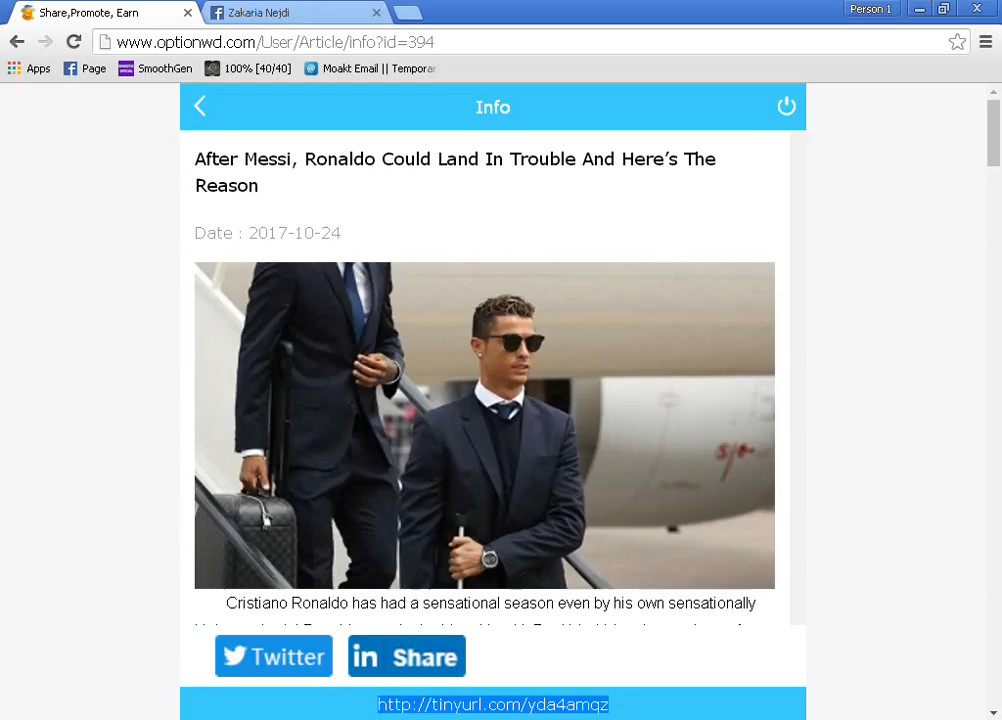 Share,Promote, Earn
Zakaria Nejdi
Person 1
www.optionwd.com/User/Article/info?id=394
Apps
Page
SmoothGen
100% [40/40]
Moakt Email || Temporar
Info
After Messi, Ronaldo Could Land In Trouble And Here's The
Reason
Date : 2017-10-24
Cristiano Ronaldo has had a sensational season even by his own sensationally
Twitter
in Share
http://tinyurl.com/yda4amqz